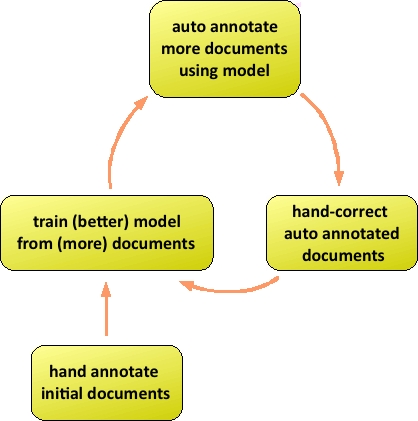 auto annotate
more documents
using model
train (better) model
from (more) documents
hand-correct
auto annotated
documents
hand annotate
initial documents